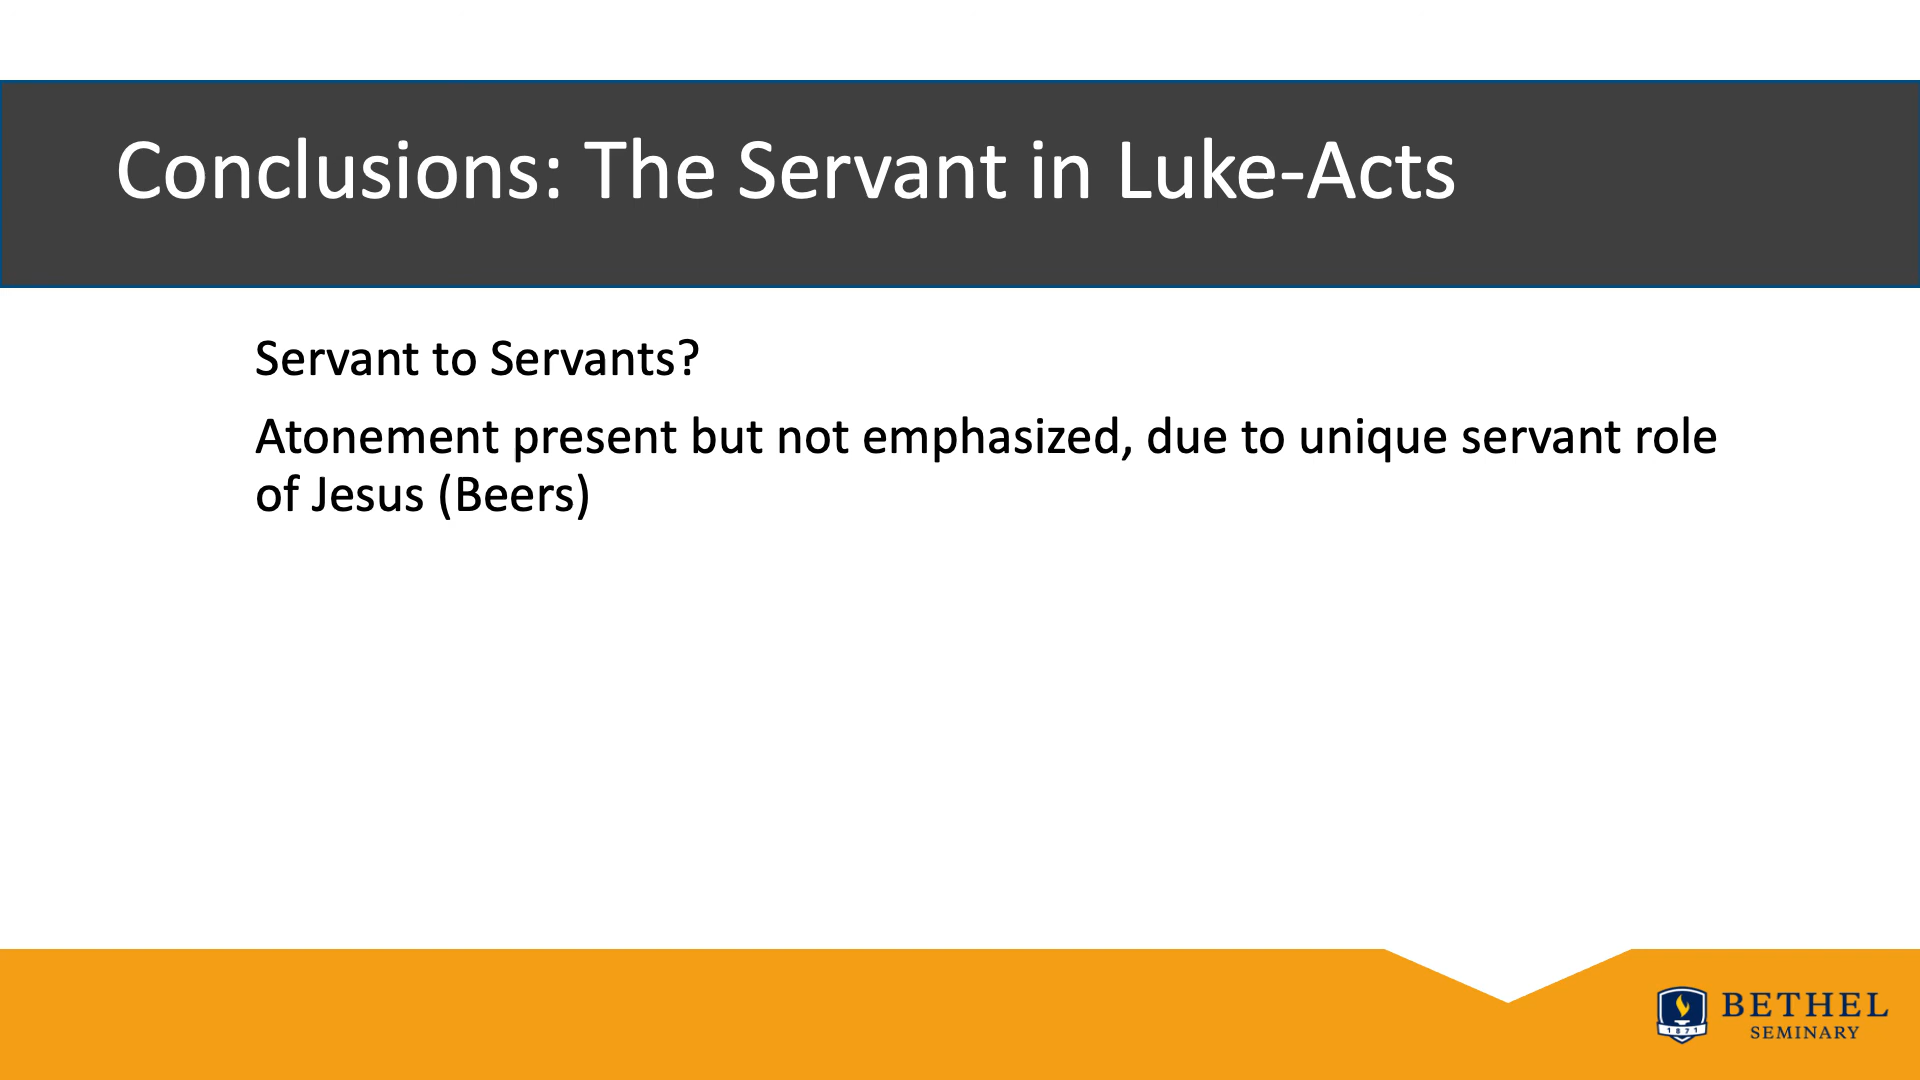 Conclusions: The Servant in Luke-Acts
Servant to Servants?
Atonement present but not emphasized, due to unique servant role
of Jesus (Beers)
1871
BETHEL
SEMINARY